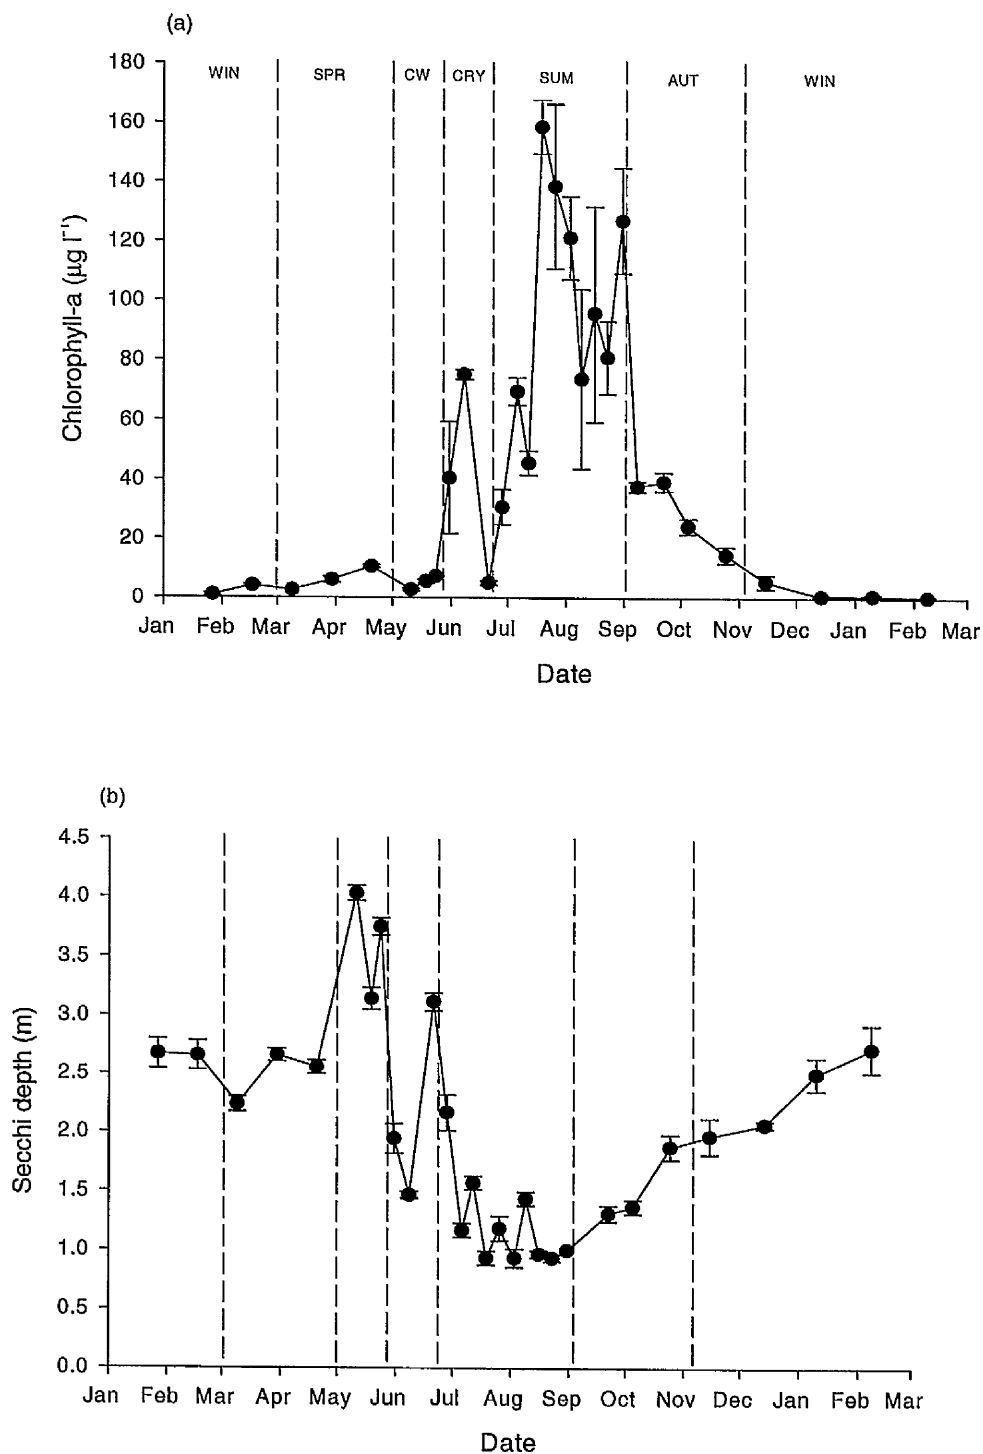 (a)
180
WIN SPR CW CRY SUM AUT WIN
160
140
120
100
80
60
40
20
0
Chlorophyll-a (µg l⁻¹)
Jan Feb Mar Apr May Jun Jul Aug Sep Oct Nov Dec Jan Feb Mar
Date
(b)
4.5
4.0
3.5
3.0
2.5
2.0
1.5
1.0
0.5
0.0
Secchi depth (m)
Jan Feb Mar Apr May Jun Jul Aug Sep Oct Nov Dec Jan Feb Mar
Date